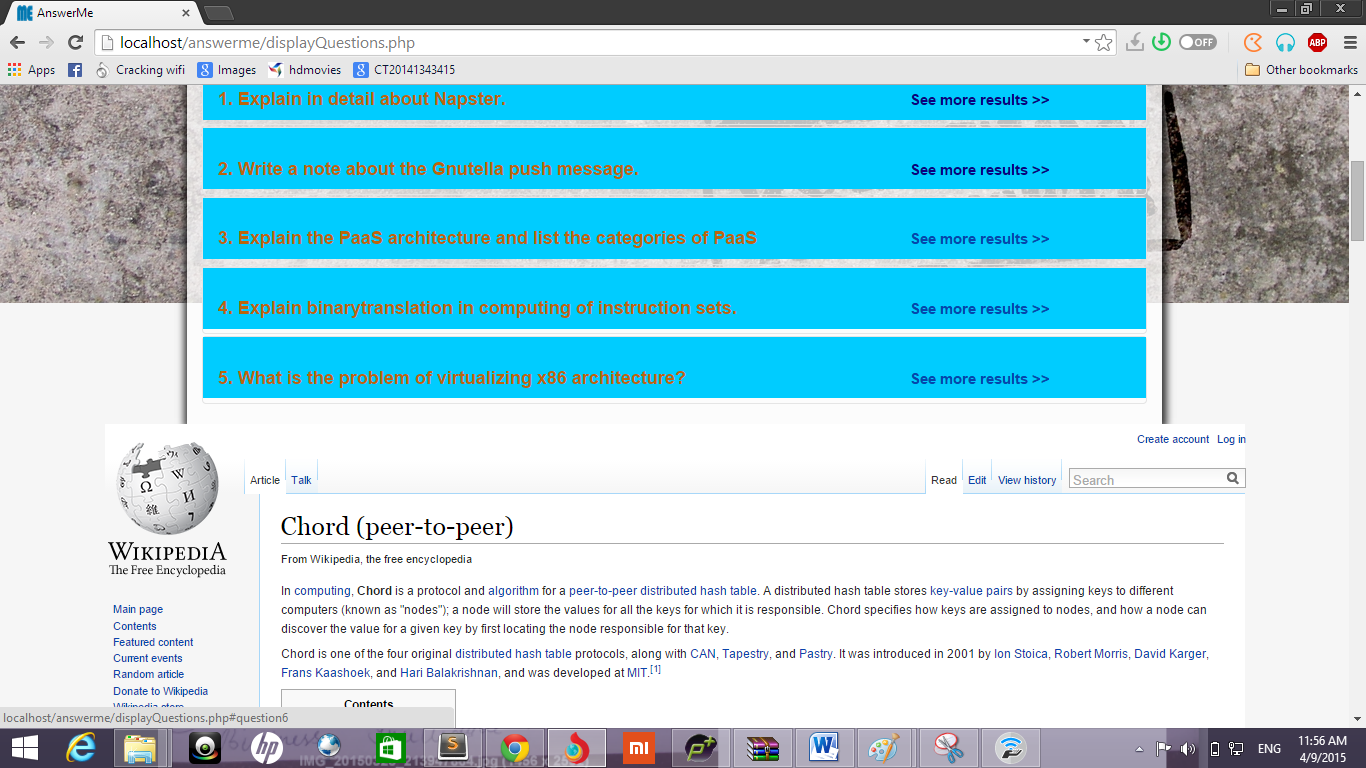 AnswerMe
localhost/answerme/displayQuestions.php
OFF
ABP
Apps Cracking wifi Images hdmovies CT20141343415 Other bookmarks
1. Explain in detail about Napster. See more results >>
2. Write a note about the Gnutella push message. See more results >>
3. Explain the PaaS architecture and list the categories of PaaS See more results >>
4. Explain binarytranslation in computing of instruction sets. See more results >>
5. What is the problem of virtualizing x86 architecture? See more results >>
Create account Log in
Article Talk Read Edit View history Search
WIKIPEDIA
The Free Encyclopedia
Chord (peer-to-peer)
From Wikipedia, the free encyclopedia
In computing, Chord is a protocol and algorithm for a peer-to-peer distributed hash table. A distributed hash table stores key-value pairs by assigning keys to different
computers (known as "nodes"); a node will store the values for all the keys for which it is responsible. Chord specifies how keys are assigned to nodes, and how a node can
discover the value for a given key by first locating the node responsible for that key.
Chord is one of the four original distributed hash table protocols, along with CAN, Tapestry, and Pastry. It was introduced in 2001 by Ion Stoica, Robert Morris, David Karger,
Frans Kaashoek, and Hari Balakrishnan, and was developed at MIT.[1]
Contents
Main page
Contents
Featured content
Current events
Random article
Donate to Wikipedia
Wikipedia store
localhost/answerme/displayQuestions.php#question6
ENG
11:56 AM
4/9/2015